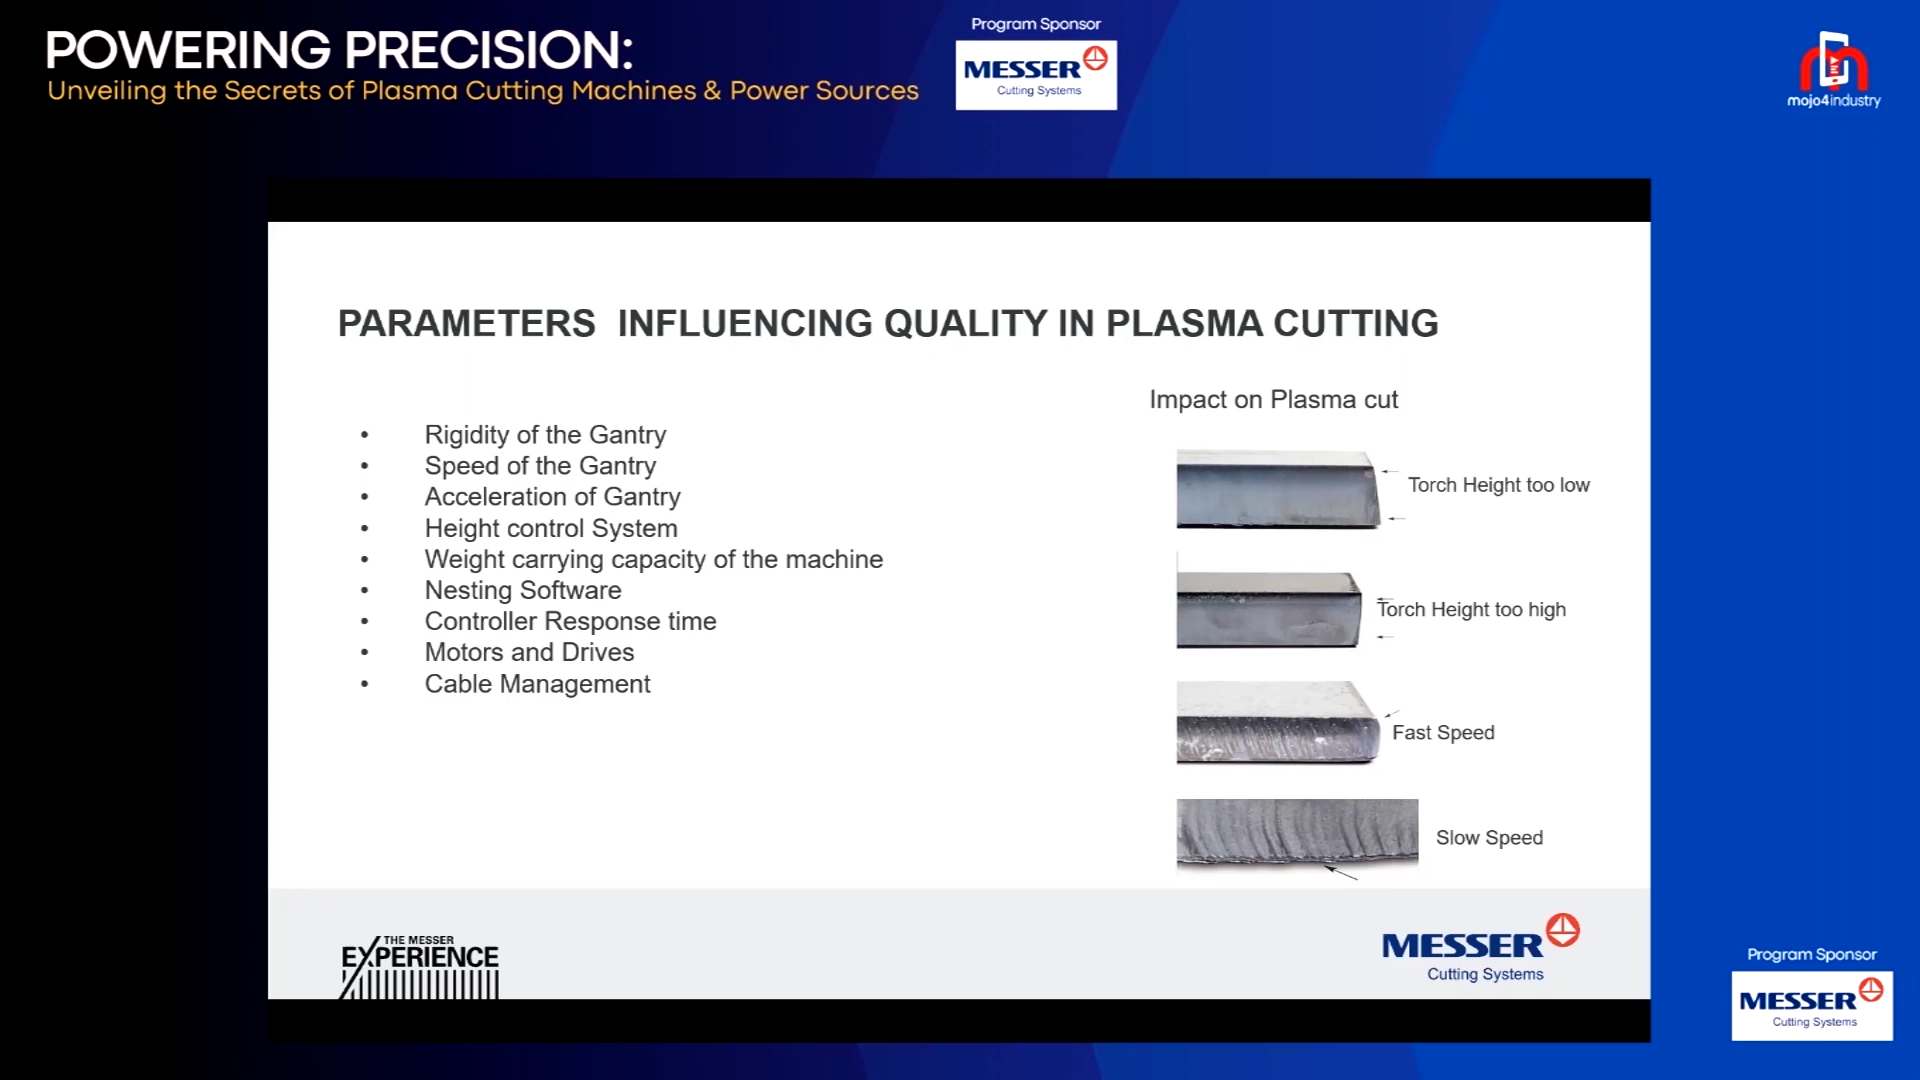 POWERING PRECISION:
Unveiling the Secrets of Plasma Cutting Machines & Power Sources
Program Sponsor
MESSER
Cutting Systems
mojo4industry
PARAMETERS INFLUENCING QUALITY IN PLASMA CUTTING
• Rigidity of the Gantry
• Speed of the Gantry
• Acceleration of Gantry
• Height control System
• Weight carrying capacity of the machine
• Nesting Software
• Controller Response time
• Motors and Drives
• Cable Management
Impact on Plasma cut
Torch Height too low
Torch Height too high
Fast Speed
Slow Speed
THE MESSER
EXPERIENCE
MESSER
Cutting Systems
Program Sponsor
MESSER
Cutting Systems